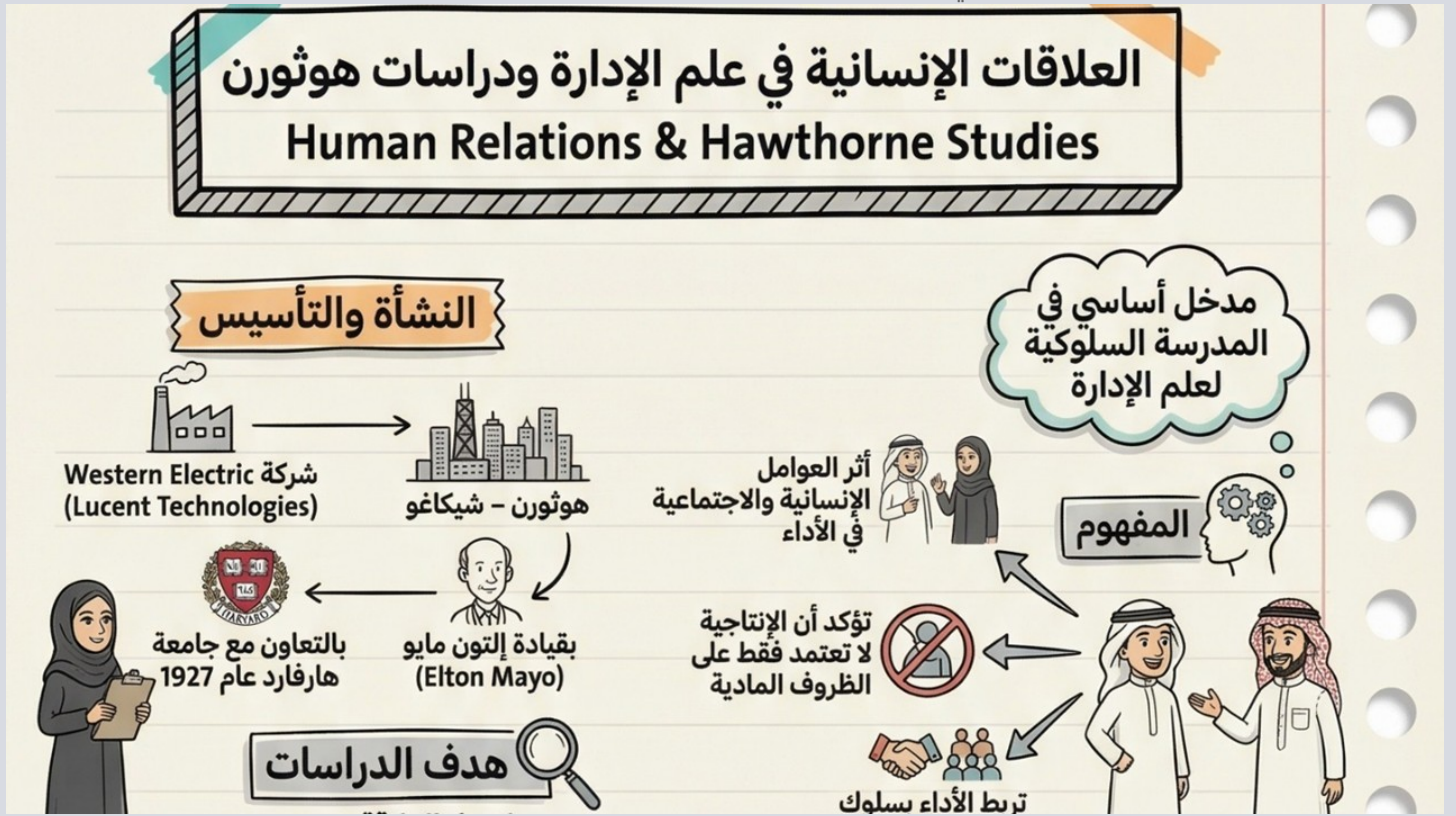 العلاقات الإنسانية في علم الإدارة ودراسات هوثورن
Human Relations & Hawthorne Studies
مدخل أساسي في
المدرسة السلوكية
لعلم الإدارة
المفهوم
أثر العوامل
الإنسانية والاجتماعية
في الأداء
تؤكد أن الإنتاجية
لا تعتمد فقط على
الظروف المادية
تربط الأداء بسلوك
النشأة والتأسيس
شركة Western Electric
(Lucent Technologies)
هوثورن – شيكاغو
بقيادة إلتون مايو
(Elton Mayo)
بالتعاون مع جامعة
هارفارد عام 1927
هدف الدراسات